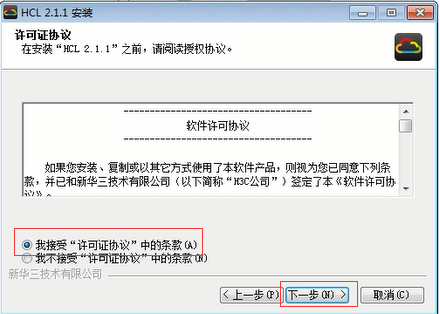 HCL 2.1.1 安装
许可证协议
在安装“HCL 2.1.1”之前，请阅读授权协议。
------------------------------------
软件许可协议
------------------------------------
如果您安装、复制或以其它方式使用了本软件产品，则视为您已同意下列条
款，并已和新华三技术有限公司（以下简称“H3C公司”）签定了本《软件许可协
议》。
我接受“许可证协议”中的条款(A)
我不接受“许可证协议”中的条款(N)
新华三技术有限公司
< 上一步(P)
下一步(N) >
取消(C)